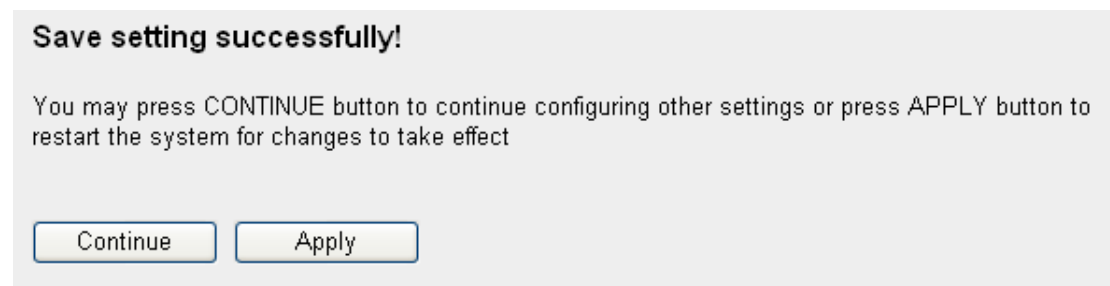 Save setting successfully!
You may press CONTINUE button to continue configuring other settings or press APPLY button to
restart the system for changes to take effect
Continue
Apply